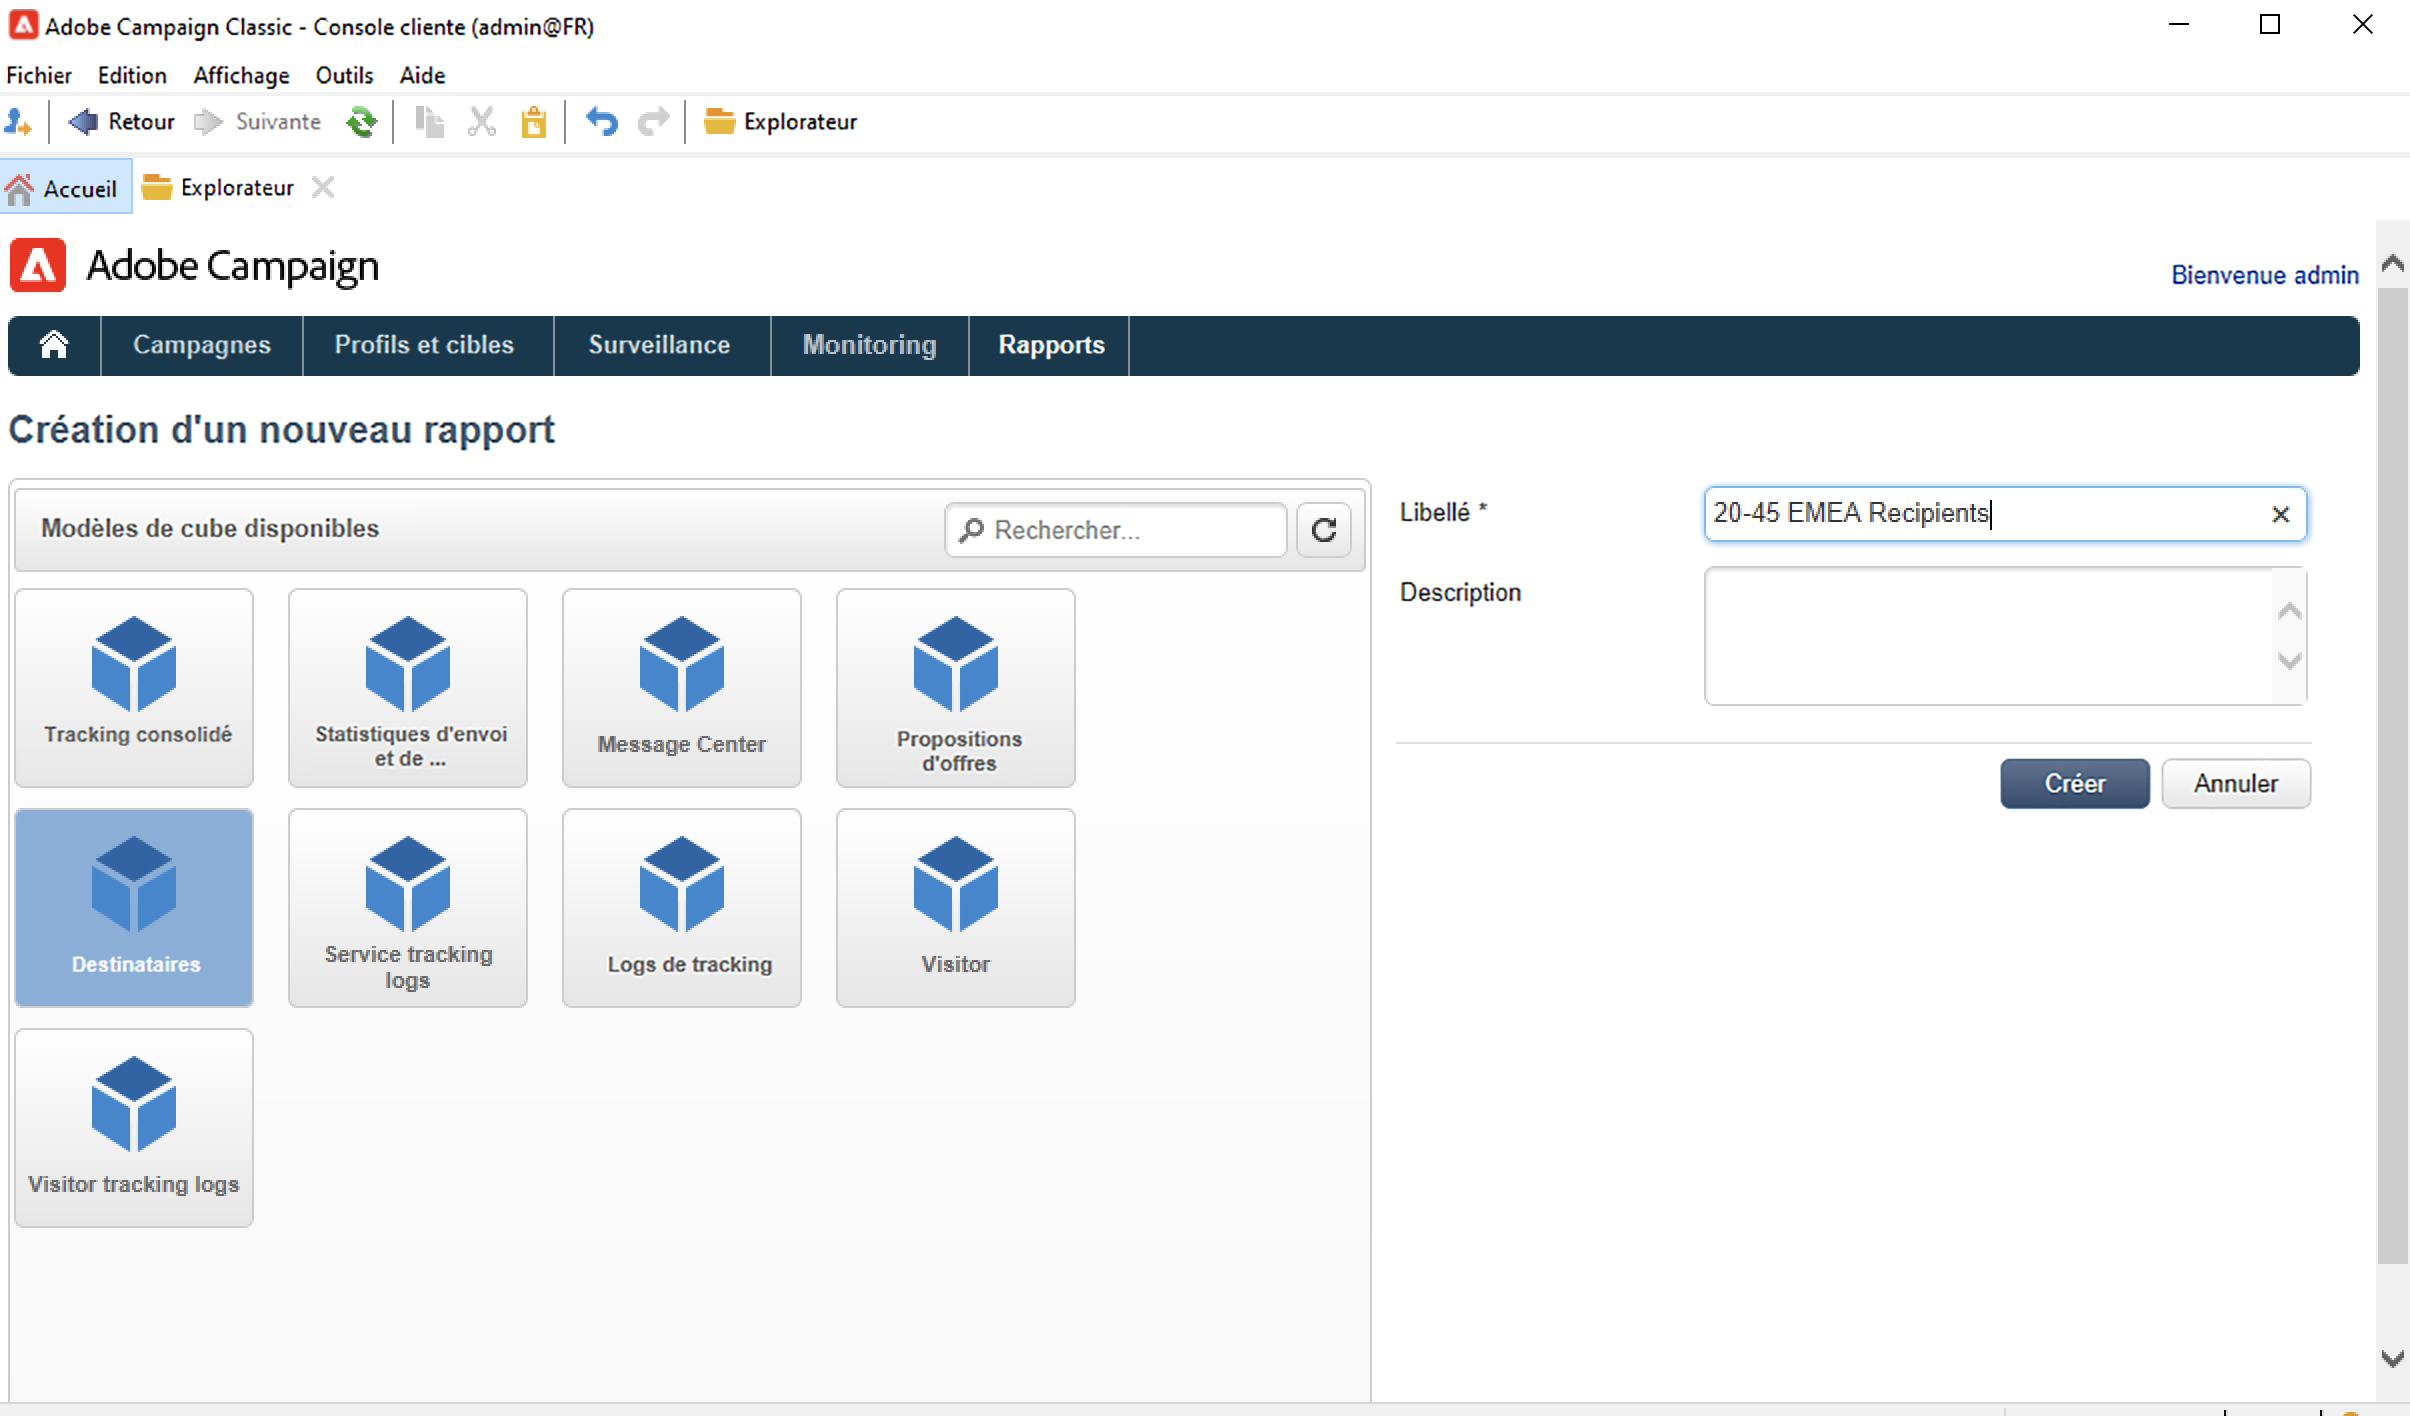 Adobe Campaign Classic - Console cliente (admin@FR)
Fichier Edition Affichage Outils Aide
Retour Suivante Explorateur
Accueil Explorateur
Adobe Campaign
Bienvenue admin
Campagnes Profils et cibles Surveillance Monitoring Rapports
Création d'un nouveau rapport
Modèles de cube disponibles
Rechercher...
Libellé *
20-45 EMEA Recipients
Description
Créer Annuler
Tracking consolidé
Statistiques d'envoi
et de ...
Message Center
Propositions
d'offres
Destinataires
Service tracking
logs
Logs de tracking
Visitor
Visitor tracking logs